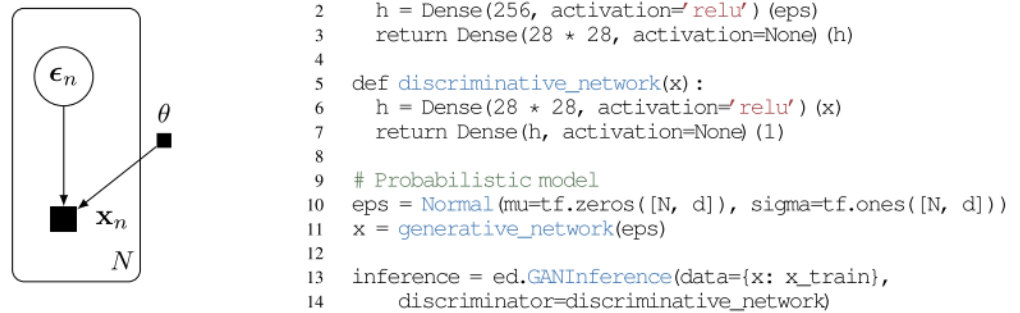 ϵₙ
θ
𝐱ₙ
N
2 h = Dense(256, activation='relu')(eps)
3 return Dense(28 * 28, activation=None)(h)
4
5 def discriminative_network(x):
6 h = Dense(28 * 28, activation='relu')(x)
7 return Dense(h, activation=None)(1)
8
9 # Probabilistic model
10 eps = Normal(mu=tf.zeros([N, d]), sigma=tf.ones([N, d]))
11 x = generative_network(eps)
12
13 inference = ed.GANInference(data={x: x_train},
14 discriminator=discriminative_network)